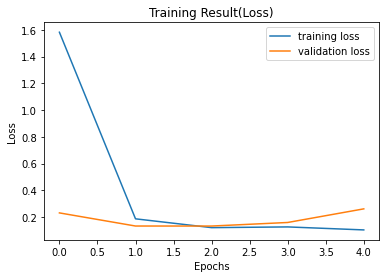 Training Result(Loss)
training loss
validation loss
Loss
1.6
1.4
1.2
1.0
0.8
0.6
0.4
0.2
0.0 0.5 1.0 1.5 2.0 2.5 3.0 3.5 4.0
Epochs